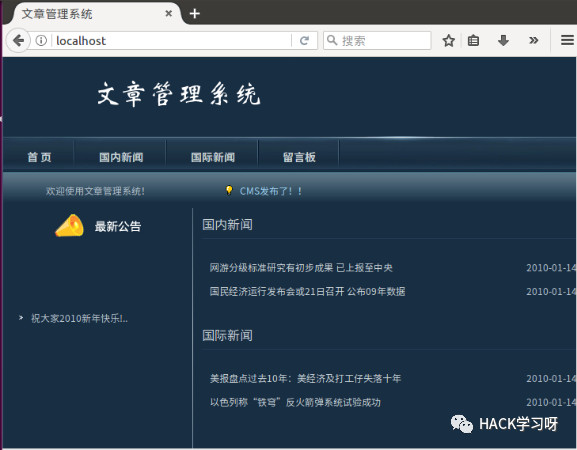 文章管理系统
localhost
搜索
文章管理系统
首 页 国内新闻 国际新闻 留言板
欢迎使用文章管理系统! CMS发布了！!
最新公告
祝大家2010新年快乐!..
国内新闻
网游分级标准研究有初步成果 已上报至中央 2010-01-14
国民经济运行发布会或21日召开 公布09年数据 2010-01-14
国际新闻
美报盘点过去10年：美经济及打工仔失落十年 2010-01-14
以色列称“铁穹”反火箭弹系统试验成功 2010-01-14
HACK学习呀